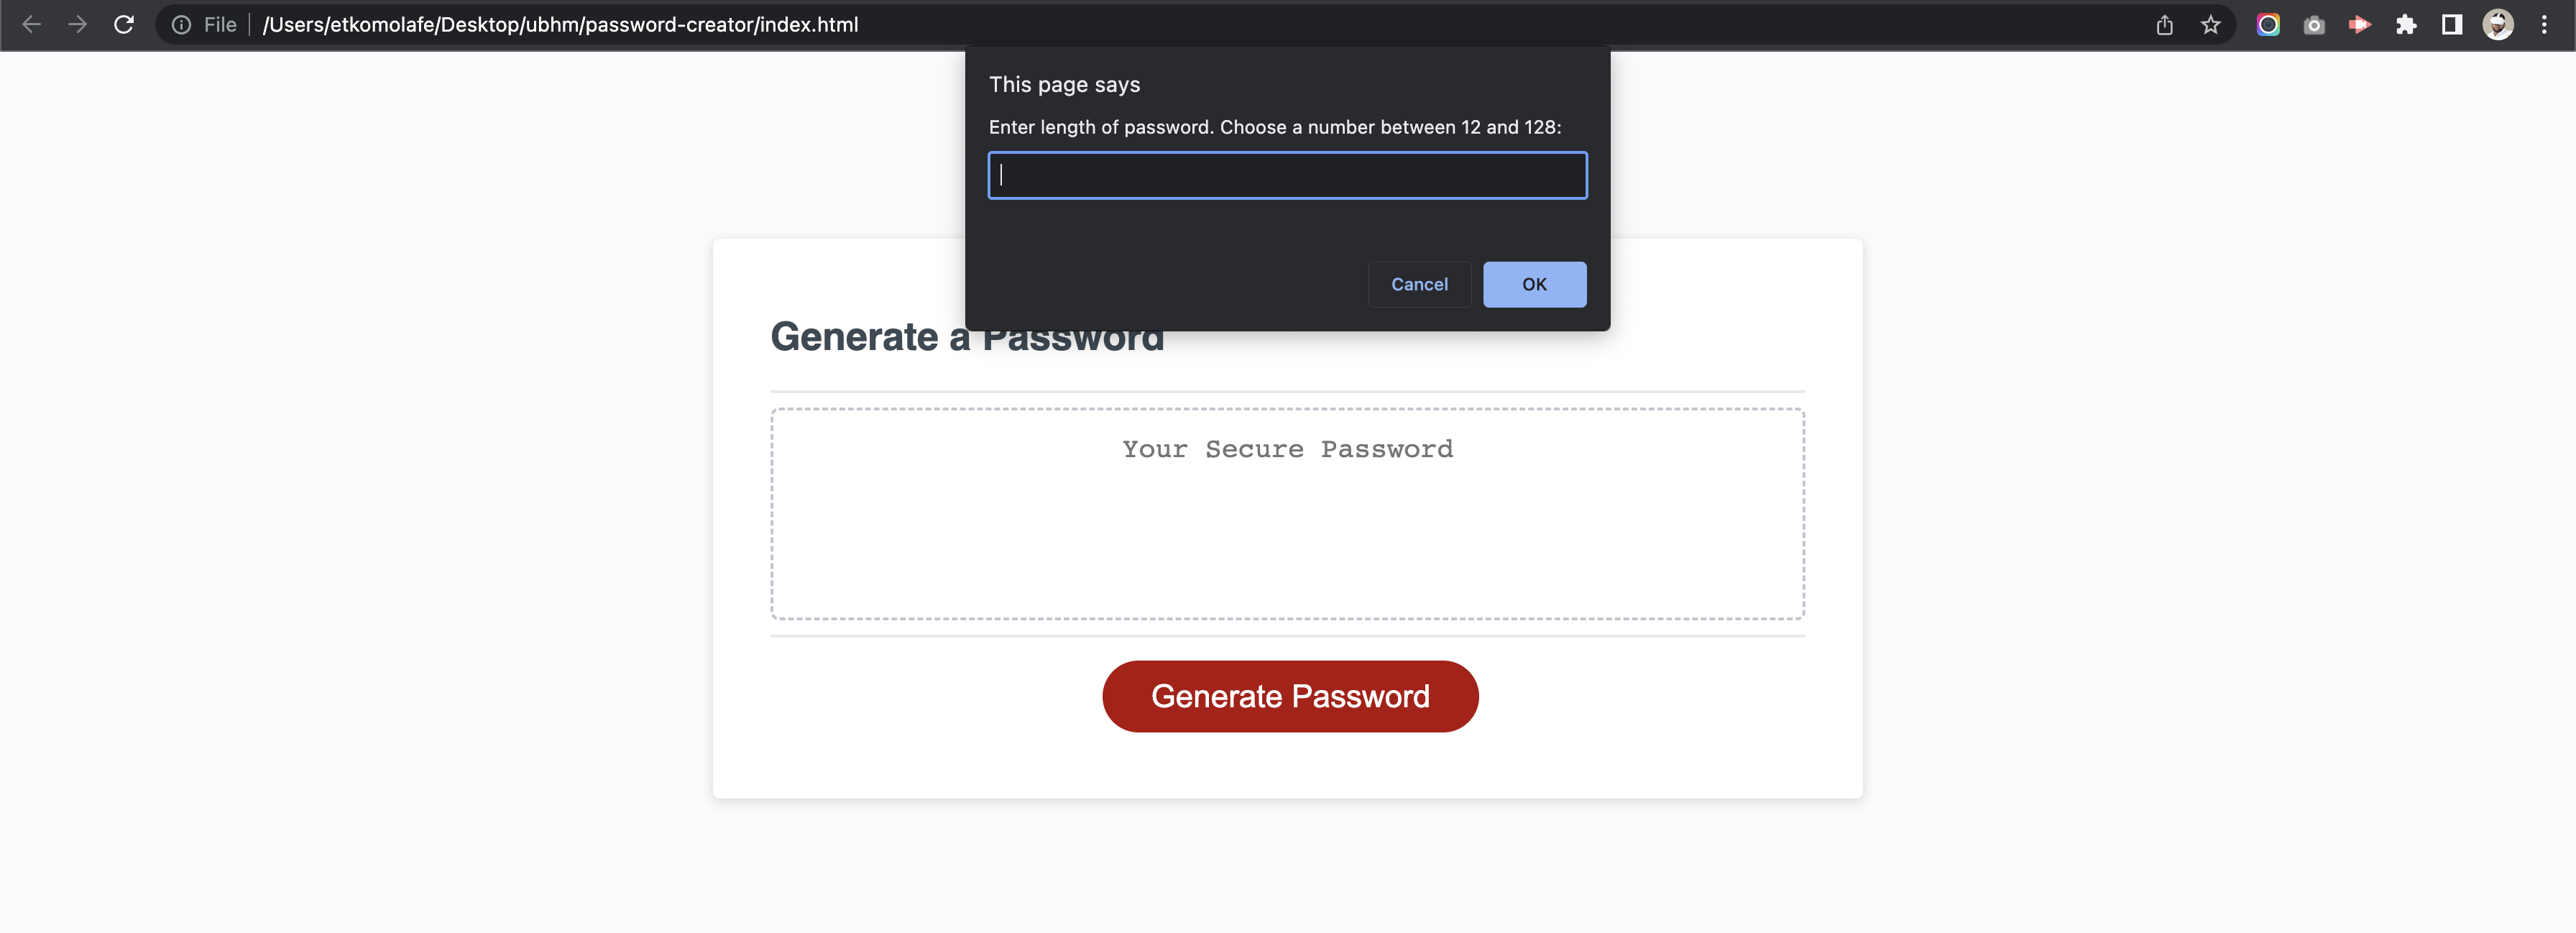 File /Users/etkomolafe/Desktop/ubhm/password-creator/index.html
This page says
Enter length of password. Choose a number between 12 and 128:
Cancel OK
Generate a Password
Your Secure Password
Generate Password